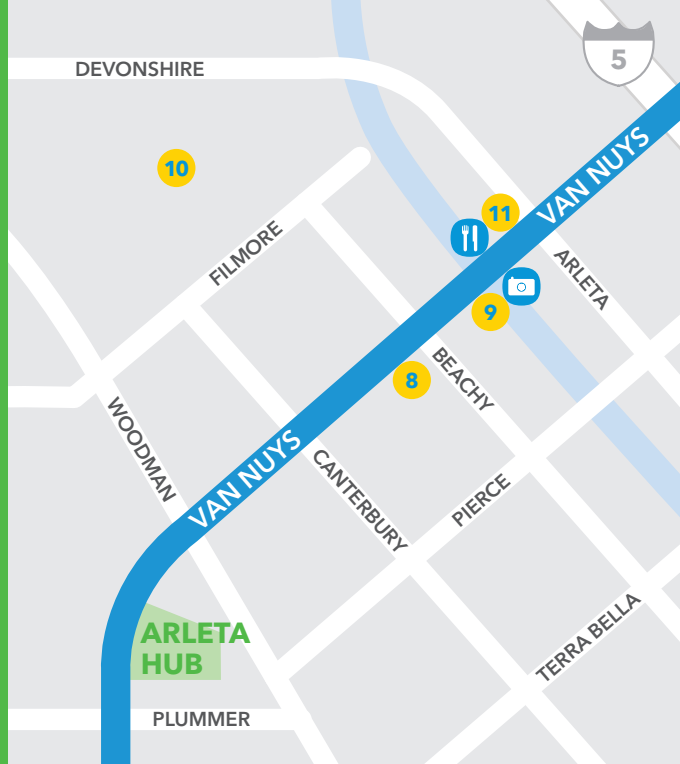 5
DEVONSHIRE
VAN NUYS
10
11
FILMORE
ARLETA
9
BEACHY
8
WOODMAN
VAN NUYS
CANTERBURY
PIERCE
TERRA BELLA
ARLETA
HUB
PLUMMER